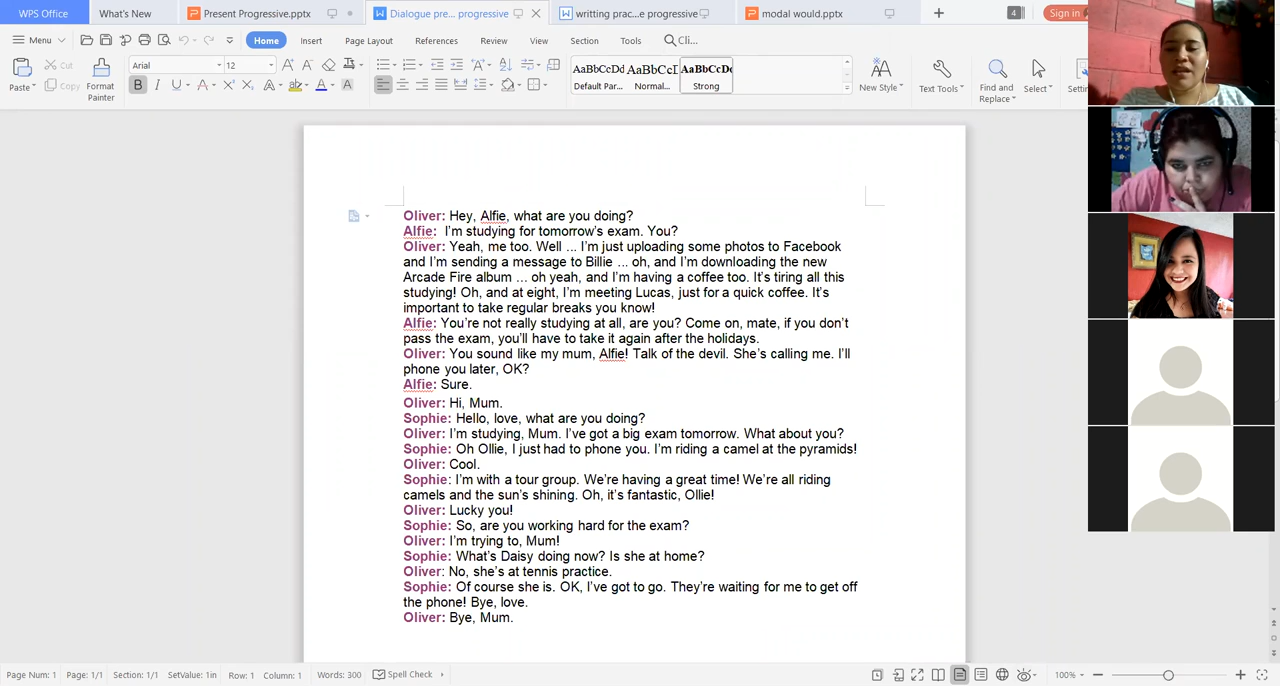 WPS Office
What's New
Present Progressive.pptx
Dialogue pre... progressive
writting prac...e progressive
modal would.pptx
4
Sign in
Menu
Home
Insert
Page Layout
References
Review
View
Section
Tools
Cli...
Paste
Cut
Copy
Format Painter
Arial
12
AaBbCcDd
Default Par...
Normal...
Strong
New Style
Text Tools
Find and Replace
Select
Oliver: Hey, Alfie, what are you doing?
Alfie: I'm studying for tomorrow's exam. You?
Oliver: Yeah, me too. Well ... I'm just uploading some photos to Facebook
and I'm sending a message to Billie ... oh, and I'm downloading the new
Arcade Fire album ... oh yeah, and I'm having a coffee too. It's tiring all this
studying! Oh, and at eight, I'm meeting Lucas, just for a quick coffee. It's
important to take regular breaks you know!
Alfie: You're not really studying at all, are you? Come on, mate, if you don't
pass the exam, you'll have to take it again after the holidays.
Oliver: You sound like my mum, Alfie! Talk of the devil. She's calling me. I'll
phone you later, OK?
Alfie: Sure.
Oliver: Hi, Mum.
Sophie: Hello, love, what are you doing?
Oliver: I'm studying, Mum. I've got a big exam tomorrow. What about you?
Sophie: Oh Ollie, I just had to phone you. I'm riding a camel at the pyramids!
Oliver: Cool.
Sophie: I'm with a tour group. We're having a great time! We're all riding
camels and the sun's shining. Oh, it's fantastic, Ollie!
Oliver: Lucky you!
Sophie: So, are you working hard for the exam?
Oliver: I'm trying to, Mum!
Sophie: What's Daisy doing now? Is she at home?
Oliver: No, she's at tennis practice.
Sophie: Of course she is. OK, I've got to go. They're waiting for me to get off
the phone! Bye, love.
Oliver: Bye, Mum.
Page Num: 1
Page: 1/1
Section: 1/1
SetValue: 1in
Row: 1
Column: 1
Words: 300
Spell Check
100%